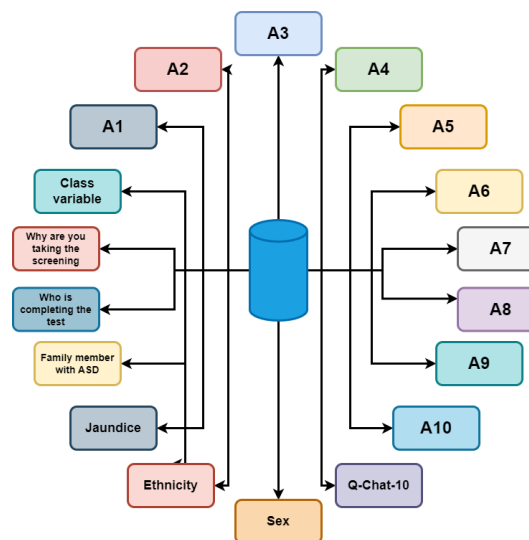 A3
A2
A4
A1
A5
Class
variable
A6
Why are you
taking the
screening
A7
Who is
completing the
test
A8
Family member
with ASD
A9
Jaundice
A10
Ethnicity
Q-Chat-10
Sex